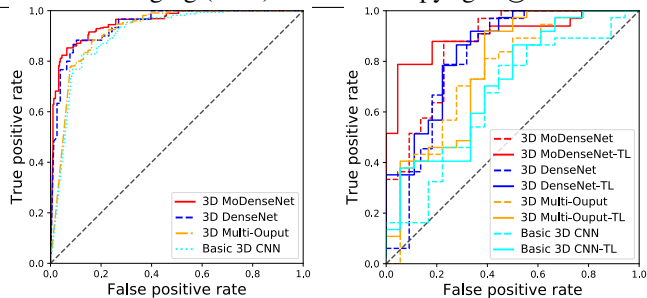 True positive rate
1.0
0.8
0.6
0.4
0.2
0.0
3D MoDenseNet
3D DenseNet
3D Multi-Ouput
Basic 3D CNN
0.0 0.2 0.4 0.6 0.8 1.0
False positive rate
True positive rate
1.0
0.8
0.6
0.4
0.2
0.0
3D MoDenseNet
3D MoDenseNet-TL
3D DenseNet
3D DenseNet-TL
3D Multi-Ouput
3D Multi-Ouput-TL
Basic 3D CNN
Basic 3D CNN-TL
0.0 0.2 0.4 0.6 0.8 1.0
False positive rate